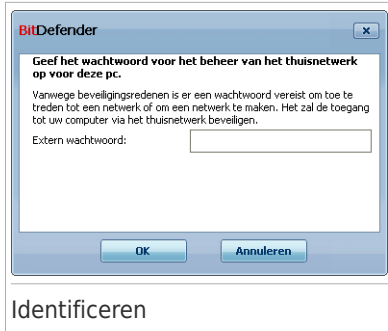 BitDefender
Geef het wachtwoord voor het beheer van het thuisnetwerk
op voor deze pc.
Vanwege beveiligingsredenen is er een wachtwoord vereist om toe te
treden tot een netwerk of om een netwerk te maken. Het zal de toegang
tot uw computer via het thuisnetwerk beveiligen.
Extern wachtwoord:
OK Annuleren
Identificeren